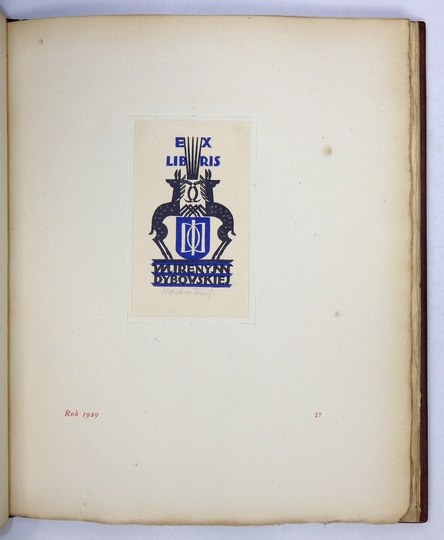 EX
LIBRIS
IRENY
DYBOWSKIEJ
Rok 1929
17